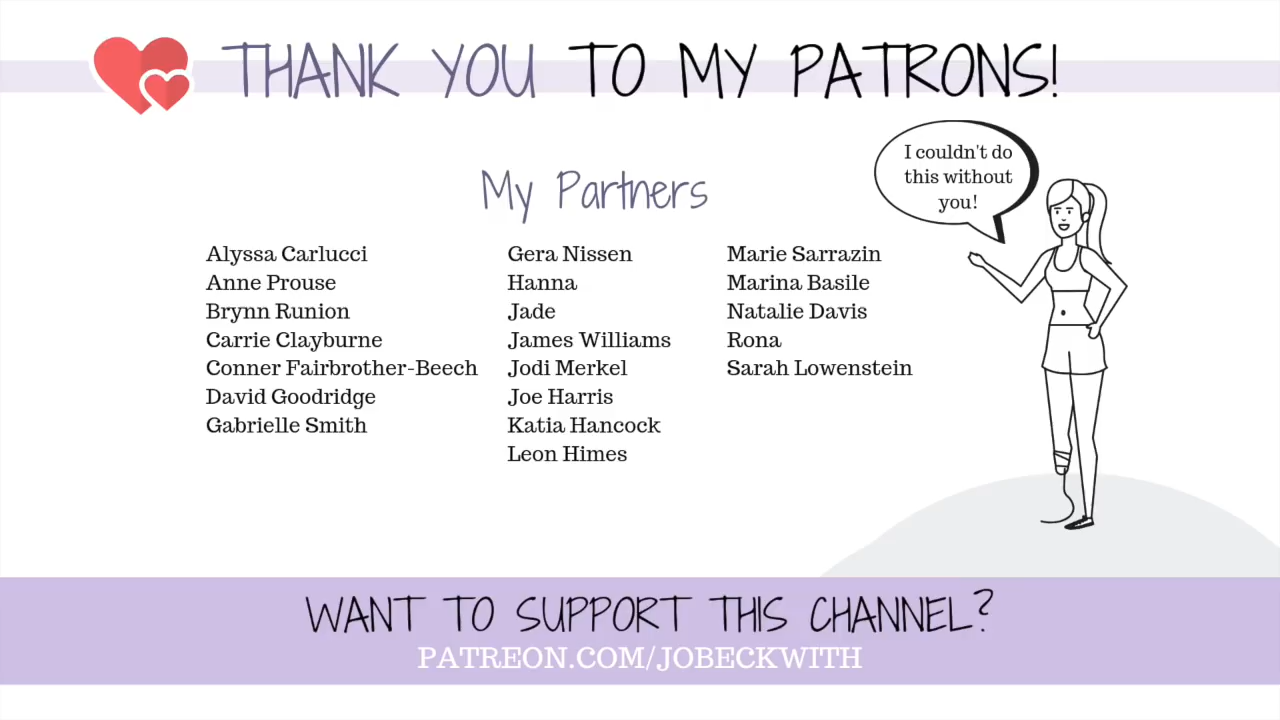 THANK YOU TO MY PATRONS!
I couldn't do
this without
you!
My Partners
Alyssa Carlucci
Anne Prouse
Brynn Runion
Carrie Clayburne
Conner Fairbrother-Beech
David Goodridge
Gabrielle Smith
Gera Nissen
Hanna
Jade
James Williams
Jodi Merkel
Joe Harris
Katia Hancock
Leon Himes
Marie Sarrazin
Marina Basile
Natalie Davis
Rona
Sarah Lowenstein
WANT TO SUPPORT THIS CHANNEL?
PATREON.COM/JOBECKWITH